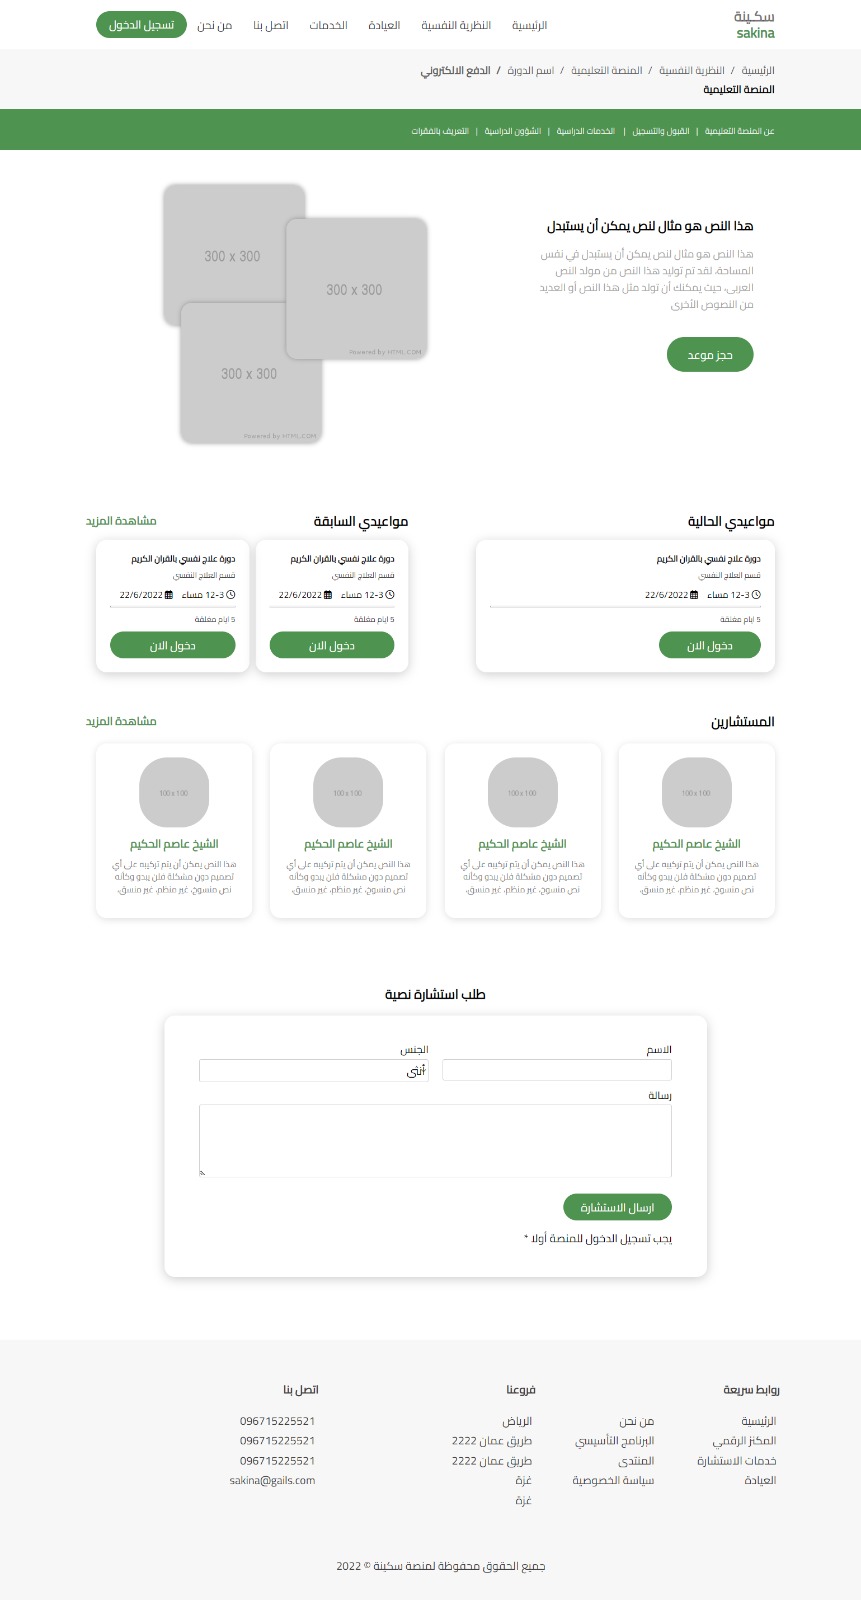 سكينة
sakina
الرئيسية
النظرية النفسية
العيادة
الخدمات
اتصل بنا
من نحن
تسجيل الدخول
الرئيسية / النظرية النفسية / المنصة التعليمية / اسم الدورة / الدفع الالكتروني
المنصة التعليمية
عن المنصة التعليمية | القبول والتسجيل | الخدمات الدراسية | الشؤون الدراسية | التعريف بالفقرات
هذا النص هو مثال لنص يمكن أن يستبدل
هذا النص هو مثال لنص يمكن أن يستبدل في نفس
المساحة، لقد تم توليد هذا النص من مولد النص
العربى، حيث يمكنك أن تولد مثل هذا النص أو العديد
من النصوص الأخرى
حجز موعد
300 x 300
300 x 300
Powered by HTML.COM
300 x 300
Powered by HTML.COM
مواعيدي الحالية
دورة علاج نفسي بالقران الكريم
قسم العلاج النفسي
12-3 مساء 22/6/2022
5 ايام مغلقة
دخول الان
مواعيدي السابقة
مشاهدة المزيد
دورة علاج نفسي بالقران الكريم
قسم العلاج النفسي
12-3 مساء 22/6/2022
5 ايام مغلقة
دخول الان
دورة علاج نفسي بالقران الكريم
قسم العلاج النفسي
12-3 مساء 22/6/2022
5 ايام مغلقة
دخول الان
المستشارين
مشاهدة المزيد
100 x 100
الشيخ عاصم الحكيم
هذا النص يمكن أن يتم تركيبه على أي
تصميم دون مشكلة فلن يبدو وكأنه
نص منسوخ، غير منظم، غير منسق،
100 x 100
الشيخ عاصم الحكيم
هذا النص يمكن أن يتم تركيبه على أي
تصميم دون مشكلة فلن يبدو وكأنه
نص منسوخ، غير منظم، غير منسق،
100 x 100
الشيخ عاصم الحكيم
هذا النص يمكن أن يتم تركيبه على أي
تصميم دون مشكلة فلن يبدو وكأنه
نص منسوخ، غير منظم، غير منسق،
100 x 100
الشيخ عاصم الحكيم
هذا النص يمكن أن يتم تركيبه على أي
تصميم دون مشكلة فلن يبدو وكأنه
نص منسوخ، غير منظم، غير منسق،
طلب استشارة نصية
الاسم
الجنس
أنثى
رسالة
ارسال الاستشارة
يجب تسجيل الدخول للمنصة أولا *
روابط سريعة
الرئيسية
المكنز الرقمي
خدمات الاستشارة
العيادة
من نحن
البرنامج التأسيسي
المنتدى
سياسة الخصوصية
فروعنا
الرياض
طريق عمان 2222
طريق عمان 2222
غزة
غزة
اتصل بنا
096715225521
096715225521
096715225521
sakina@gails.com
جميع الحقوق محفوظة لمنصة سكينة © 2022